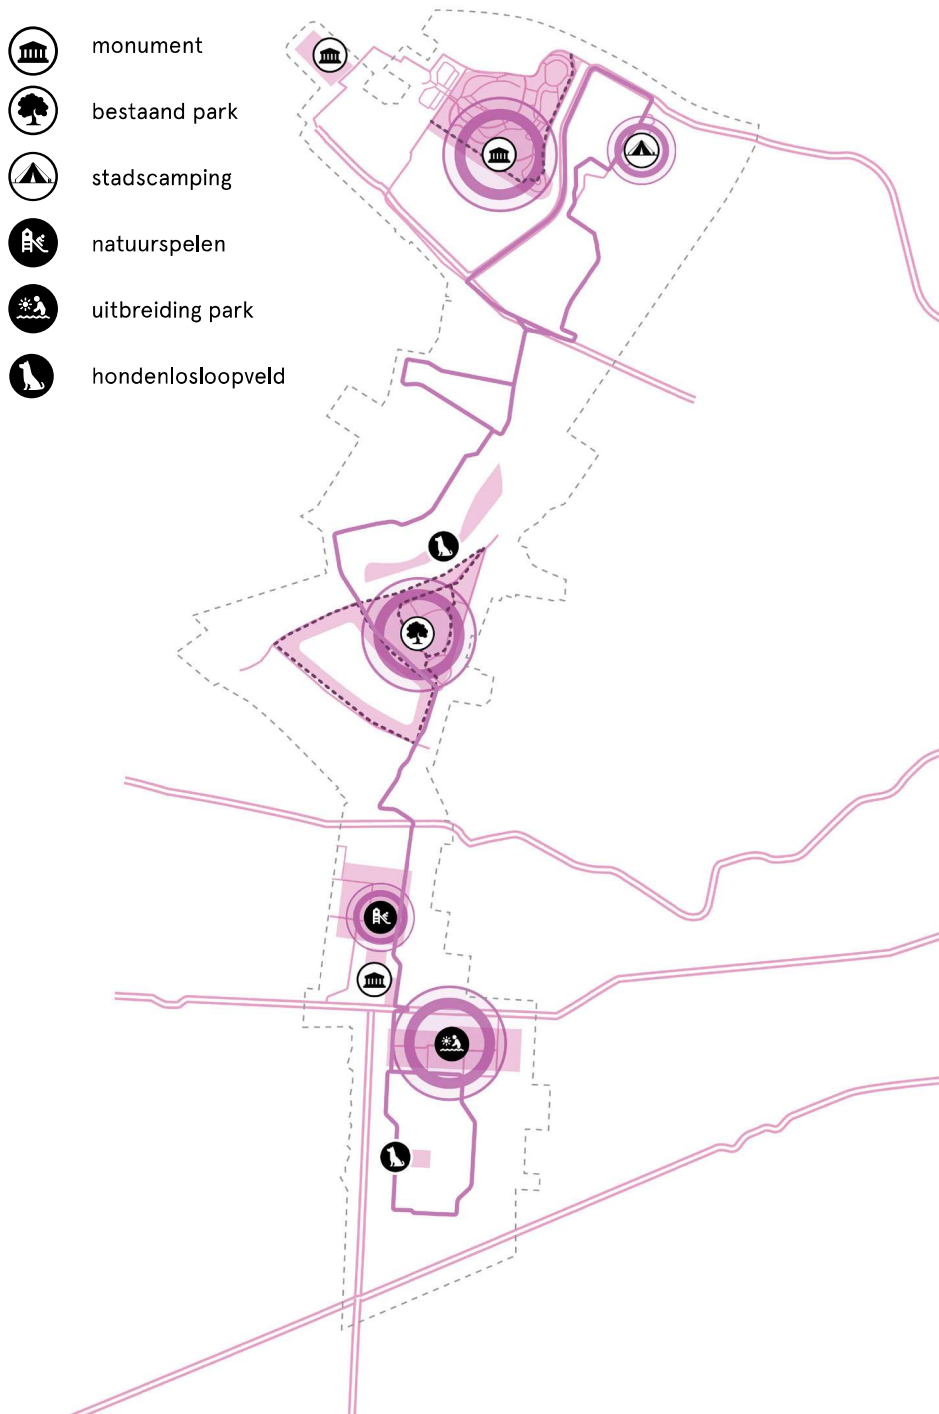 monument
bestaand park
stadscamping
natuurspelen
uitbreiding park
hondenlosloopveld